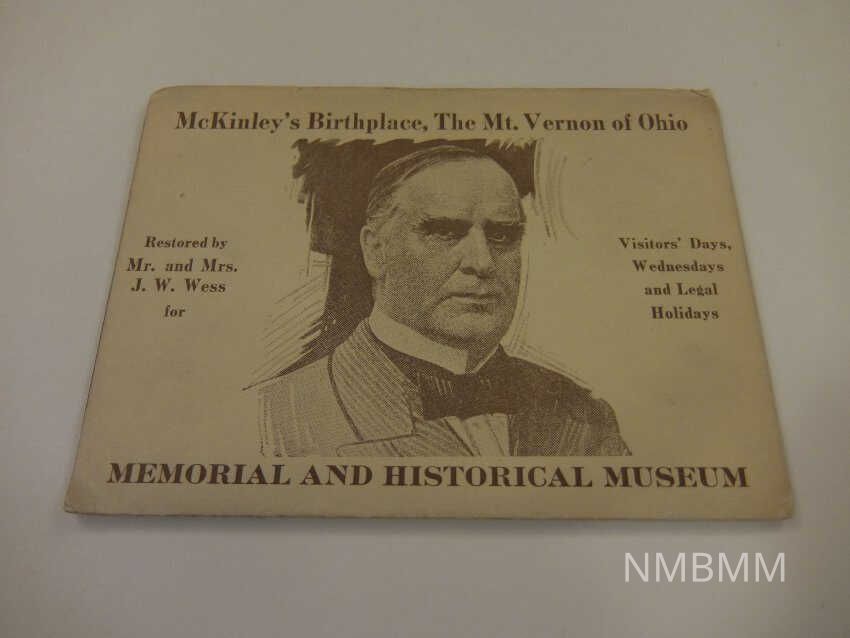 McKinley's Birthplace, The Mt. Vernon of Ohio
Restored by
Mr. and Mrs.
J. W. Wess
for
Visitors' Days,
Wednesdays
and Legal
Holidays
MEMORIAL AND HISTORICAL MUSEUM
NMBMM